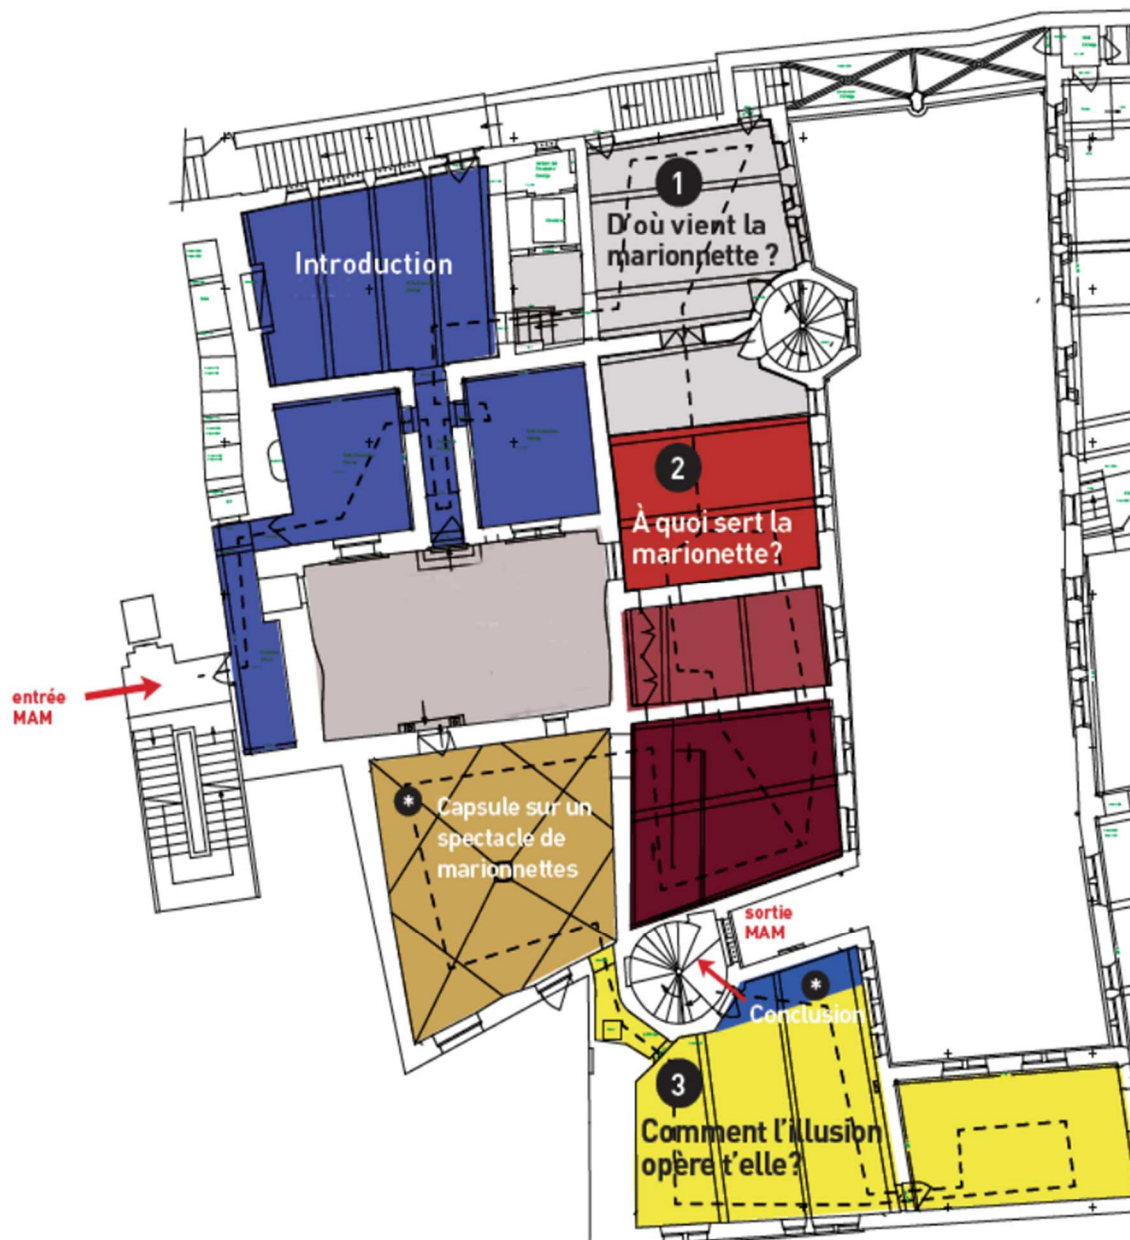 1
D'où vient la
marionnette ?
Introduction
2
À quoi sert la
marionette?
entrée
MAM
*
Capsule sur un
spectacle de
marionnettes
sortie
MAM
*
Conclusion
3
Comment l'illusion
opère t'elle?